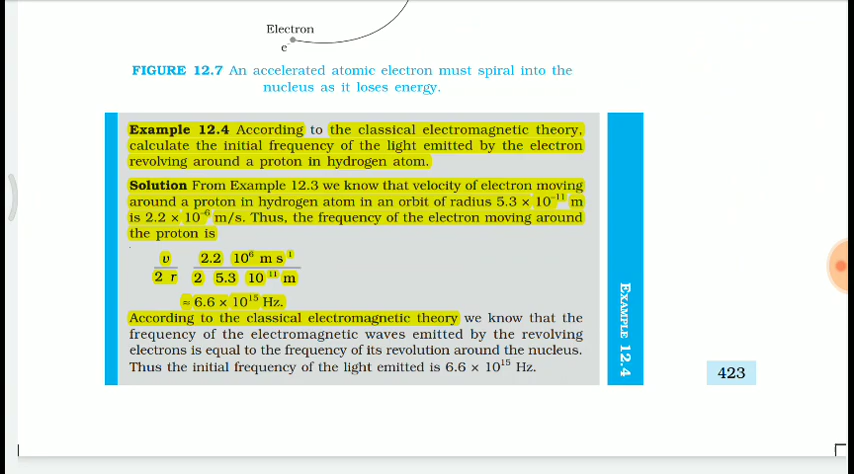 Electron
e
FIGURE 12.7 An accelerated atomic electron must spiral into the
nucleus as it loses energy.
Example 12.4 According to the classical electromagnetic theory,
calculate the initial frequency of the light emitted by the electron
revolving around a proton in hydrogen atom.
Solution From Example 12.3 we know that velocity of electron moving
around a proton in hydrogen atom in an orbit of radius 5.3 × 10⁻¹¹ m
is 2.2 × 10⁻⁶ m/s. Thus, the frequency of the electron moving around
the proton is
υ 2.2 10⁶ m s ¹
2 r 2 5.3 10 ¹¹ m
≈ 6.6 × 10¹⁵ Hz.
According to the classical electromagnetic theory we know that the
frequency of the electromagnetic waves emitted by the revolving
electrons is equal to the frequency of its revolution around the nucleus.
Thus the initial frequency of the light emitted is 6.6 × 10¹⁵ Hz.
EXAMPLE 12.4
423